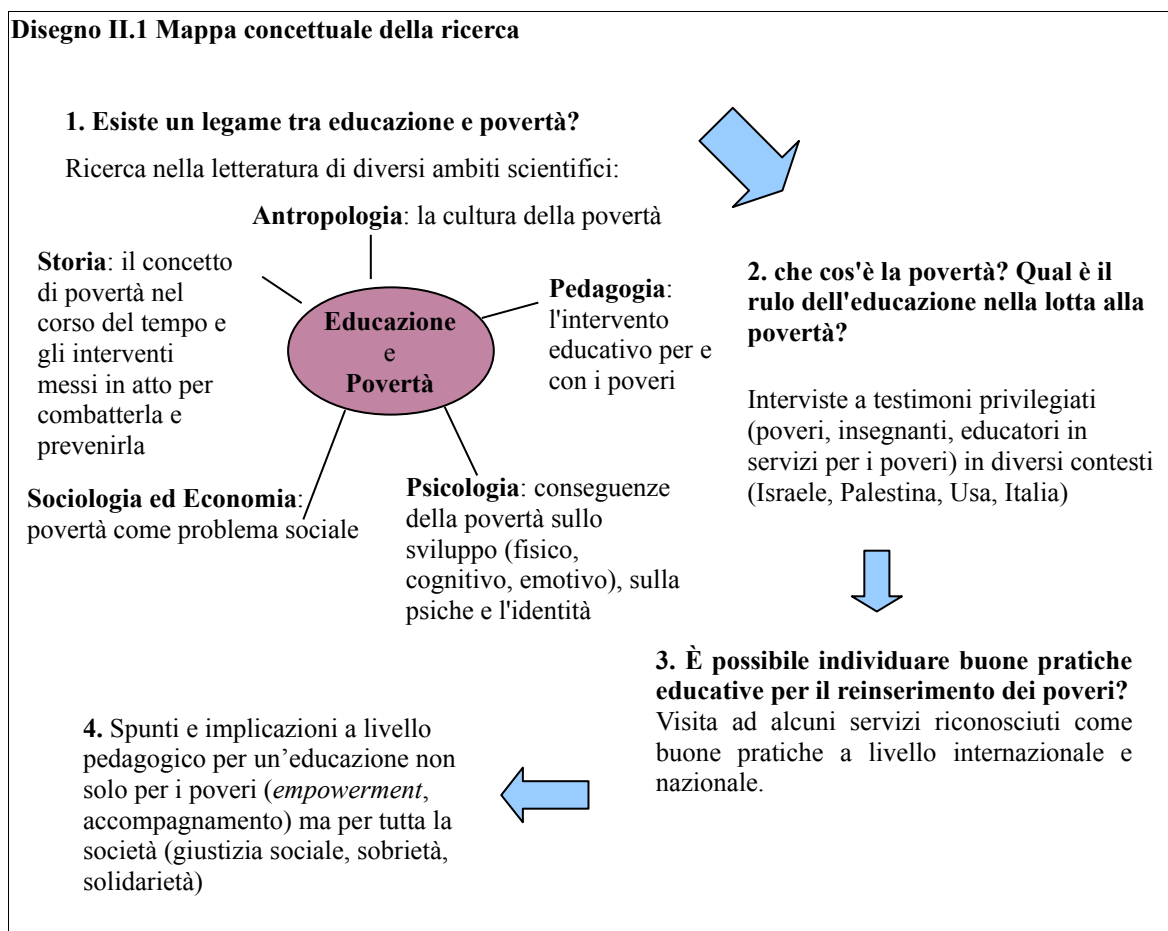 Disegno II.1 Mappa concettuale della ricerca
1. Esiste un legame tra educazione e povertà?
Ricerca nella letteratura di diversi ambiti scientifici:
Antropologia: la cultura della povertà
Storia: il concetto
di povertà nel
corso del tempo e
gli interventi
messi in atto per
combatterla e
prevenirla
Educazione
e
Povertà
Pedagogia:
l'intervento
educativo per e
con i poveri
Sociologia ed Economia:
povertà come problema sociale
Psicologia: conseguenze
della povertà sullo
sviluppo (fisico,
cognitivo, emotivo), sulla
psiche e l'identità
2. che cos'è la povertà? Qual è il
rulo dell'educazione nella lotta alla
povertà?
Interviste a testimoni privilegiati
(poveri, insegnanti, educatori in
servizi per i poveri) in diversi contesti
(Israele, Palestina, Usa, Italia)
3. È possibile individuare buone pratiche
educative per il reinserimento dei poveri?
Visita ad alcuni servizi riconosciuti come
buone pratiche a livello internazionale e
nazionale.
4. Spunti e implicazioni a livello
pedagogico per un’educazione non
solo per i poveri (empowerment,
accompagnamento) ma per tutta la
società (giustizia sociale, sobrietà,
solidarietà)